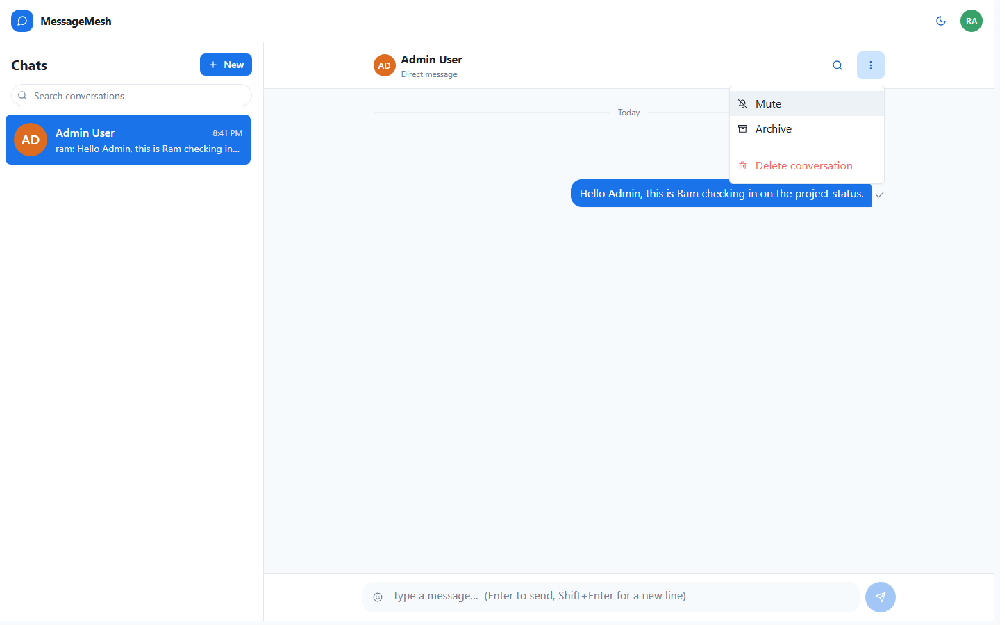 MessageMesh
RA
Chats
New
Search conversations
AD
Admin User
8:41 PM
ram: Hello Admin, this is Ram checking in...
AD
Admin User
Direct message
Mute
Archive
Delete conversation
Today
Hello Admin, this is Ram checking in on the project status.
Type a message... (Enter to send, Shift+Enter for a new line)